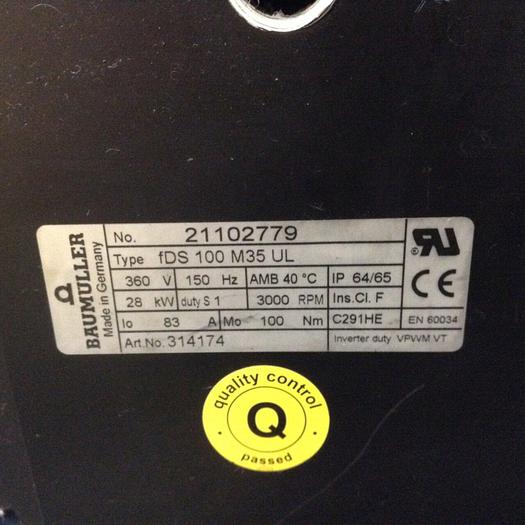 BAUMULLER
Made in Germany
No. 21102779
Type fDS 100 M35 UL
360 V 150 Hz AMB 40 °C IP 64/65
28 kW duty S 1 3000 RPM Ins.Cl. F
Io 83 A Mo 100 Nm C291HE EN 60034
Art.No. 314174 Inverter duty VPWM VT
RU ®
CE
quality control
Q
passed